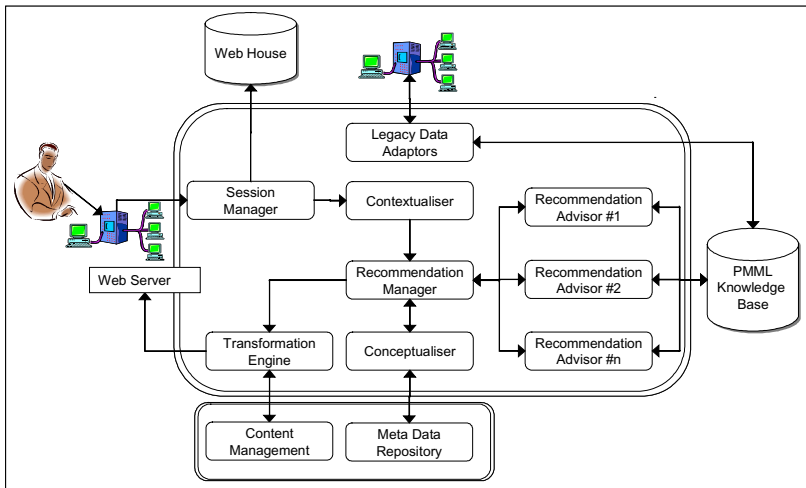 Web House
Legacy Data
Adaptors
Session
Manager
Contextualiser
Recommendation
Advisor #1
Web Server
Recommendation
Manager
Recommendation
Advisor #2
PMML
Knowledge
Base
Transformation
Engine
Conceptualiser
Recommendation
Advisor #n
Content
Management
Meta Data
Repository